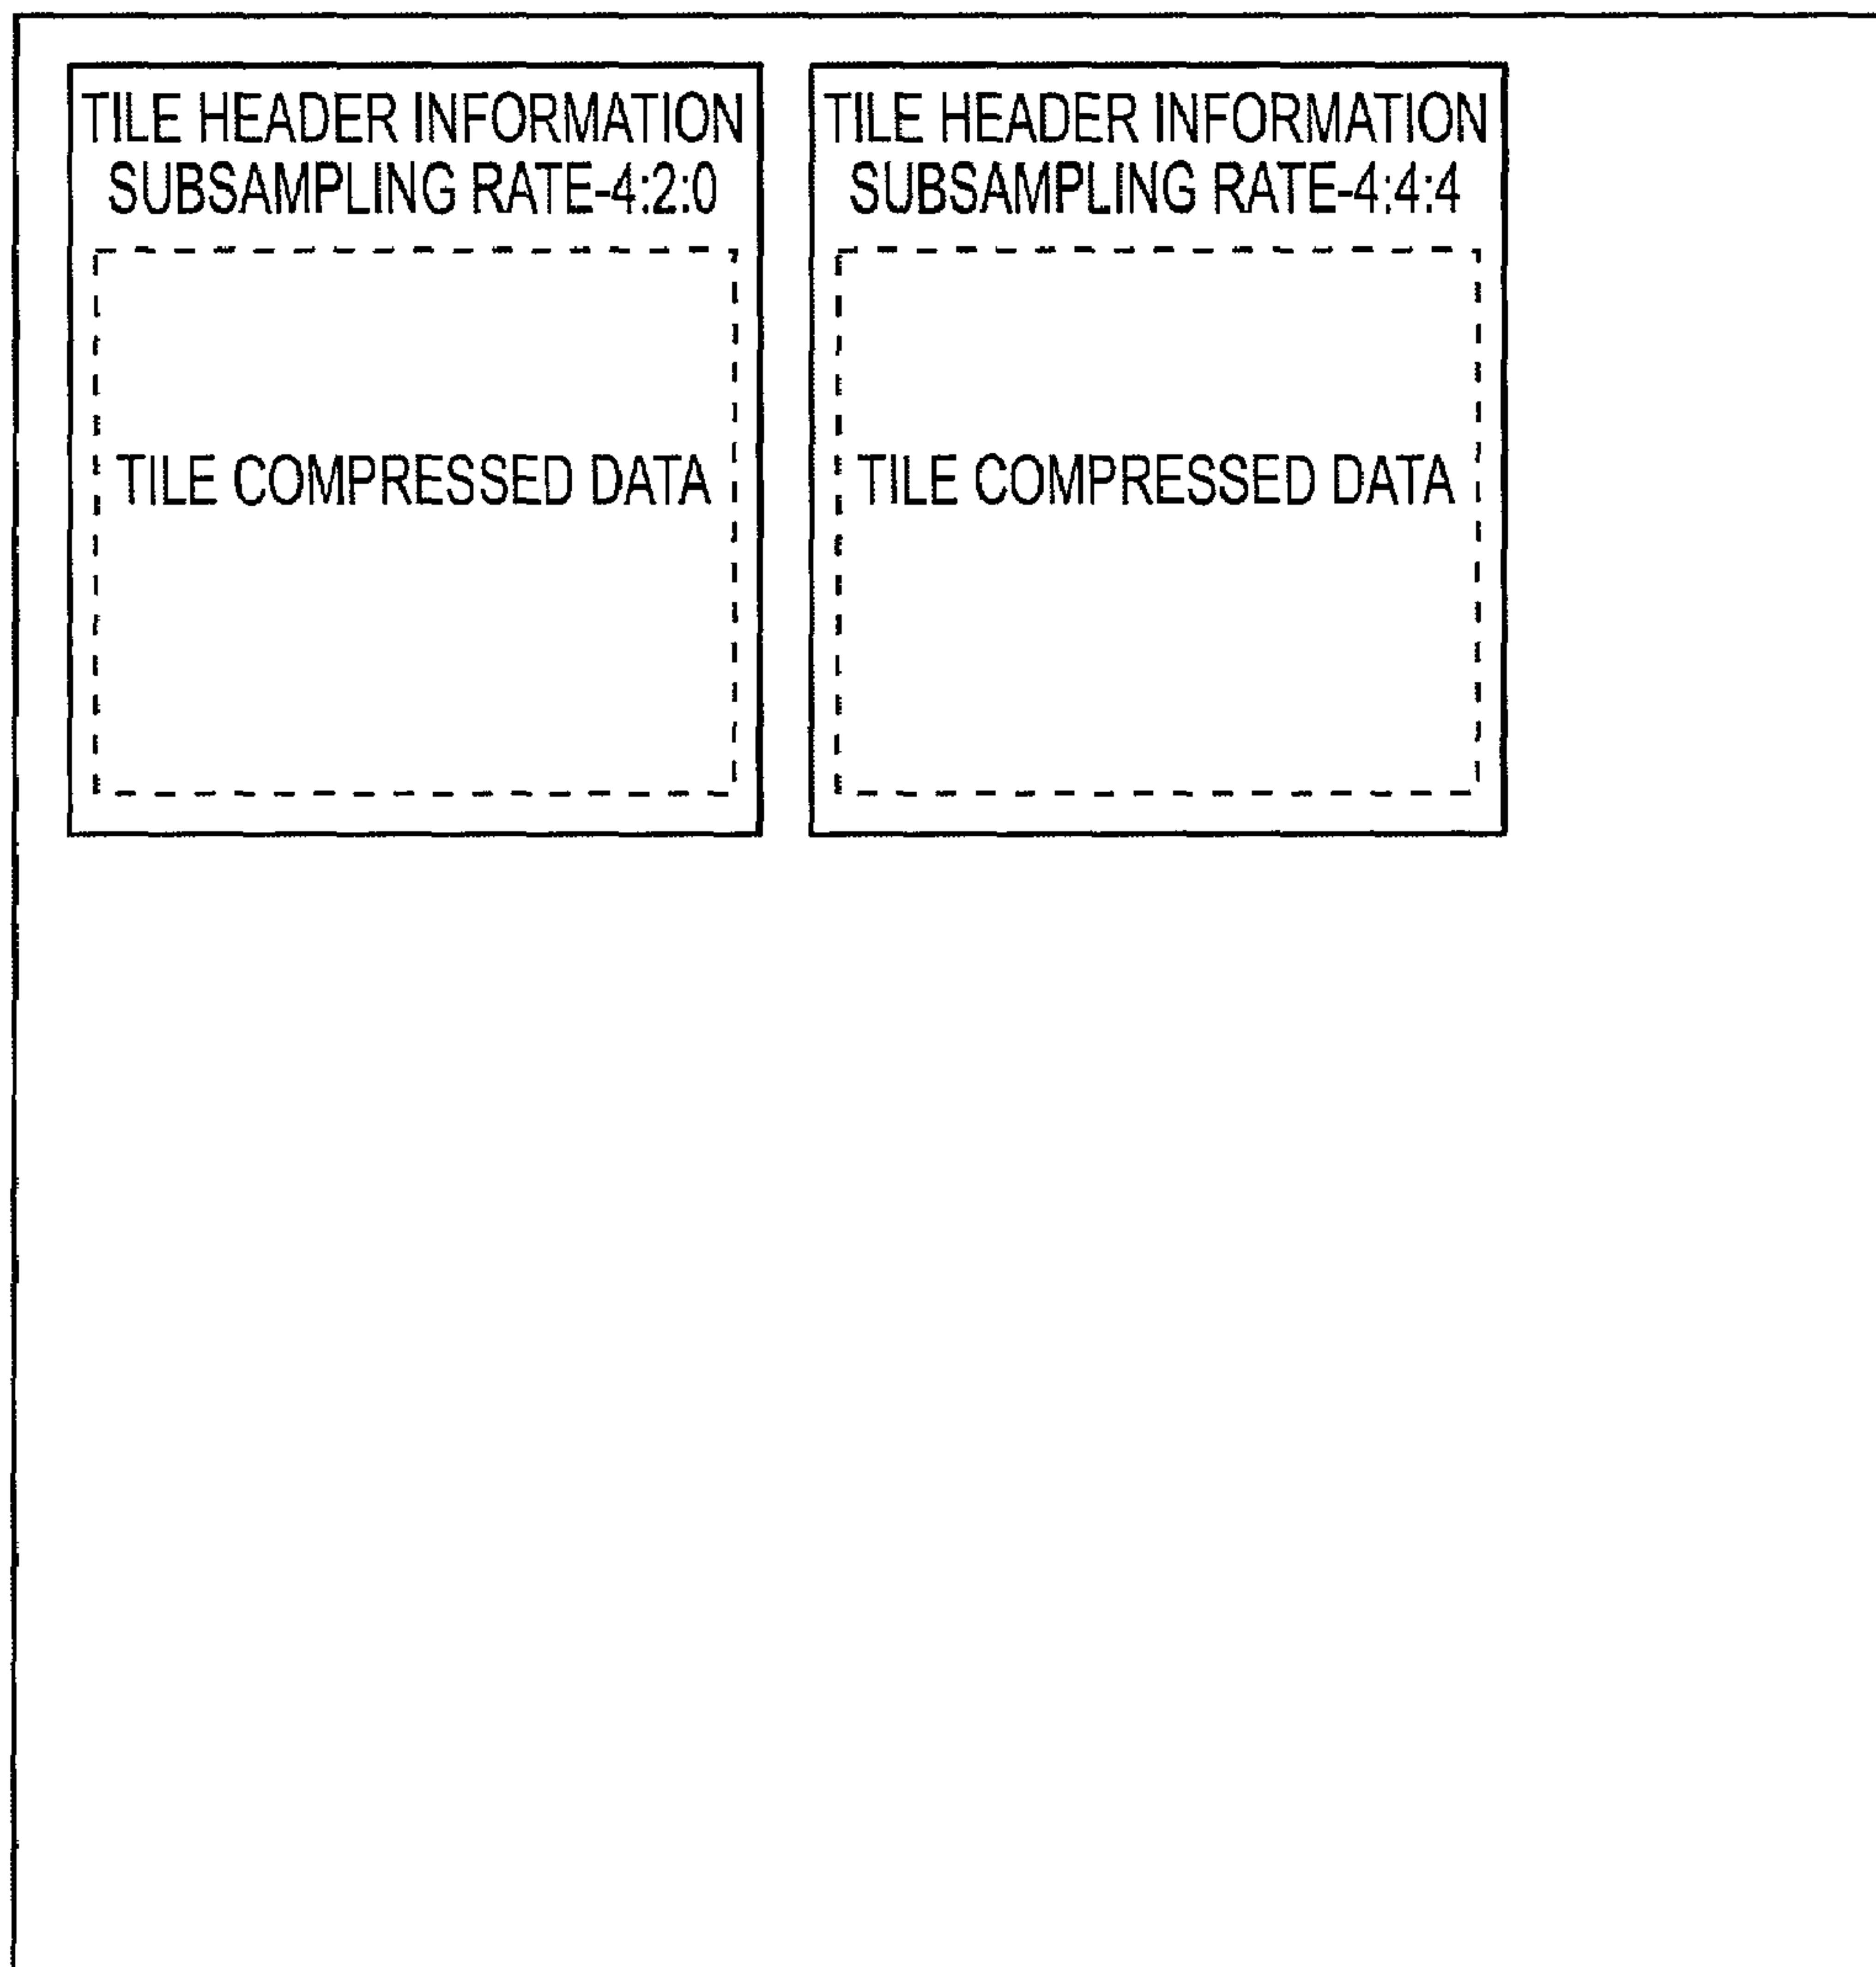 TILE HEADER INFORMATION
SUBSAMPLING RATE-4:2:0
TILE COMPRESSED DATA
TILE HEADER INFORMATION
SUBSAMPLING RATE-4:4:4
TILE COMPRESSED DATA